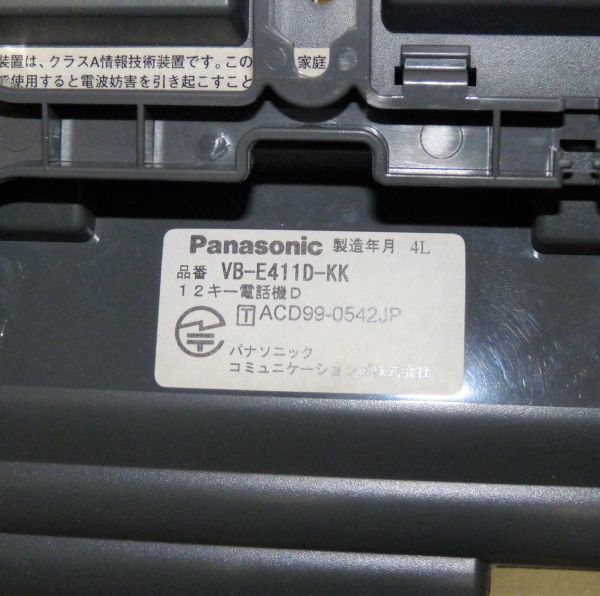 装置は、クラスA情報技術装置です。この
家庭
で使用すると電波妨害を引き起こすこと
Panasonic 製造年月 4L
品番 VB-E411D-KK
12キー電話機D
T ACD99-0542JP
パナソニック
コミュニケーションズ株式会社